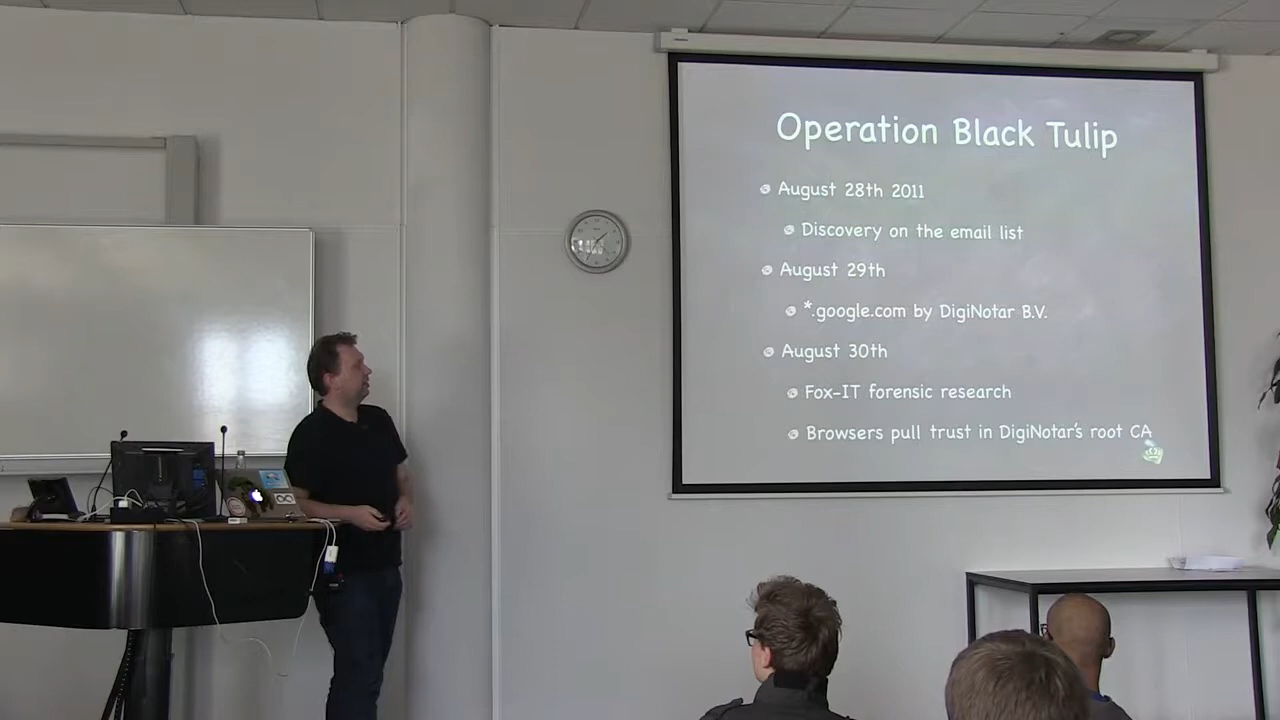 Operation Black Tulip
August 28th 2011
Discovery on the email list
August 29th
*.google.com by DigiNotar B.V.
August 30th
Fox-IT forensic research
Browsers pull trust in DigiNotar's root CA